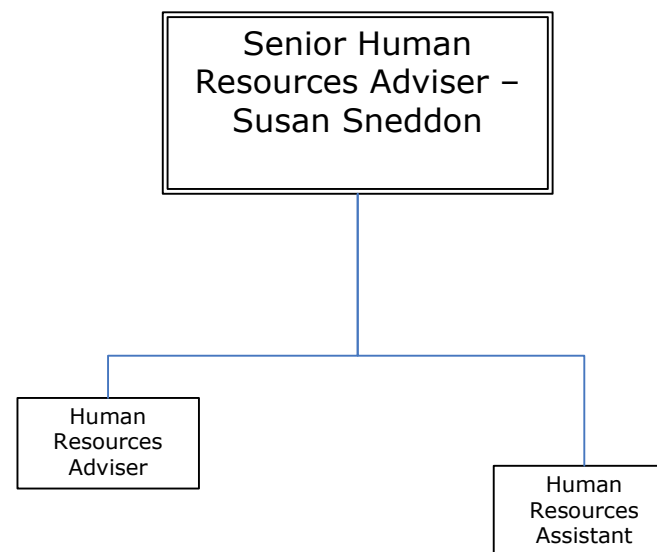 Senior Human
Resources Adviser –
Susan Sneddon
Human
Resources
Adviser
Human
Resources
Assistant